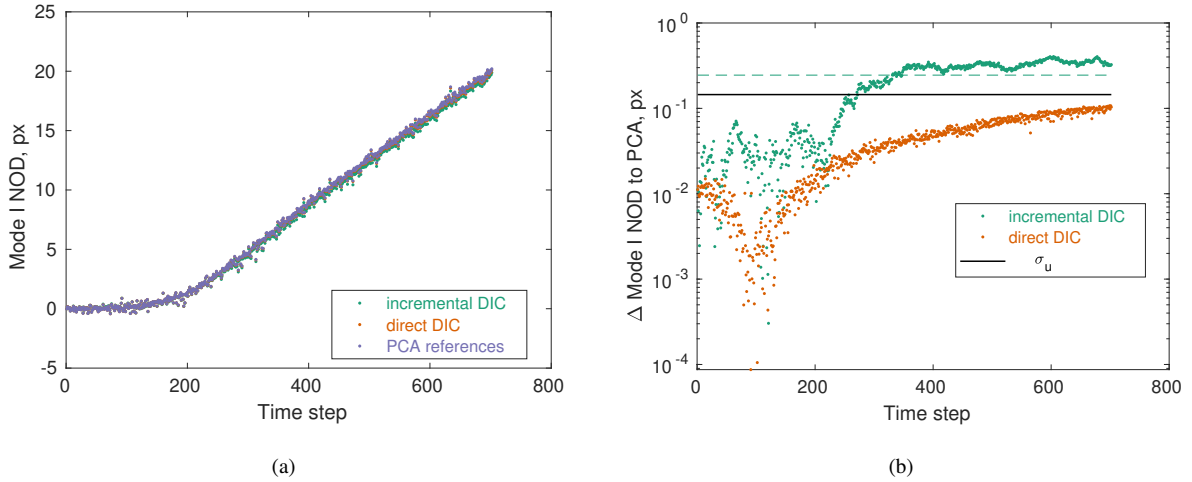 25
20
15
10
5
0
-5
Mode I NOD, px
0
200
400
600
800
Time step
incremental DIC
direct DIC
PCA references
(a)
10^0
10^-1
10^-2
10^-3
10^-4
Δ Mode I NOD to PCA, px
0
200
400
600
800
Time step
incremental DIC
direct DIC
σ_u
(b)